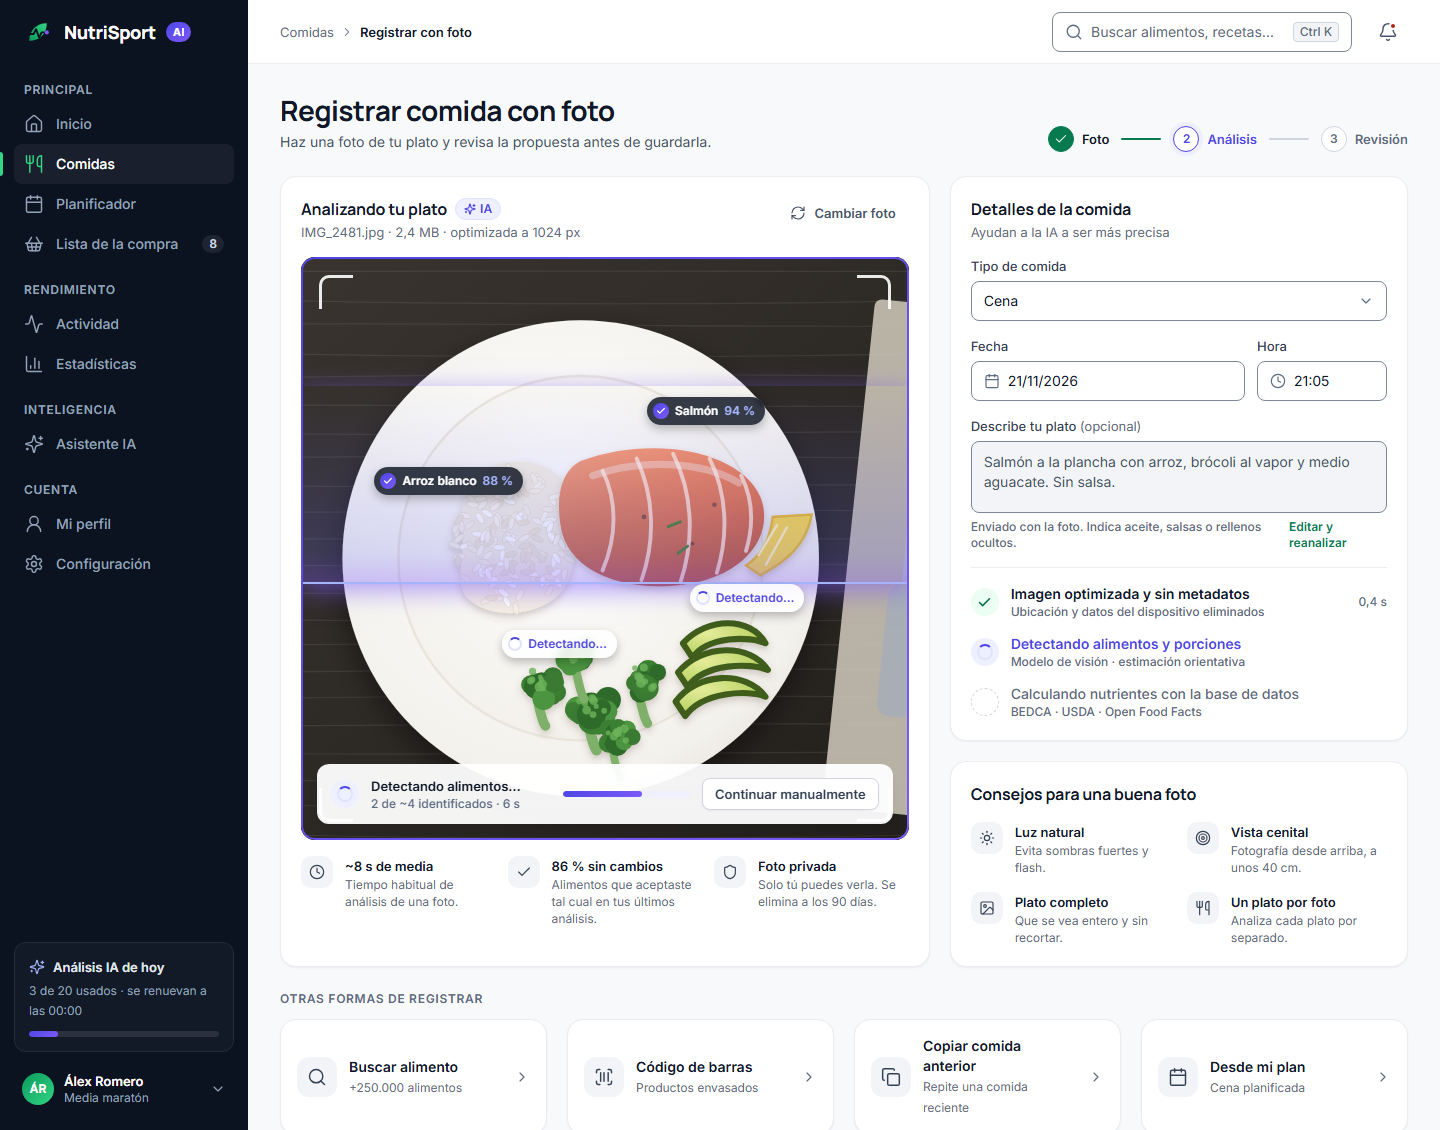 NutriSport AI
PRINCIPAL
Inicio
Comidas
Planificador
Lista de la compra 8
RENDIMIENTO
Actividad
Estadísticas
INTELIGENCIA
Asistente IA
CUENTA
Mi perfil
Configuración
Análisis IA de hoy
3 de 20 usados · se renuevan a
las 00:00
ÁR
Álex Romero
Media maratón
Comidas > Registrar con foto
Buscar alimentos, recetas... Ctrl K
Registrar comida con foto
Haz una foto de tu plato y revisa la propuesta antes de guardarla.
Foto 2 Análisis 3 Revisión
Analizando tu plato IA
IMG_2481.jpg · 2,4 MB · optimizada a 1024 px
Cambiar foto
Salmón 94 %
Arroz blanco 88 %
Detectando...
Detectando...
Detectando alimentos...
2 de ~4 identificados · 6 s
Continuar manualmente
~8 s de media
Tiempo habitual de
análisis de una foto.
86 % sin cambios
Alimentos que aceptaste
tal cual en tus últimos
análisis.
Foto privada
Solo tú puedes verla. Se
elimina a los 90 días.
Detalles de la comida
Ayudan a la IA a ser más precisa
Tipo de comida
Cena
Fecha Hora
21/11/2026 21:05
Describe tu plato (opcional)
Salmón a la plancha con arroz, brócoli al vapor y medio
aguacate. Sin salsa.
Enviado con la foto. Indica aceite, salsas o rellenos
ocultos.
Editar y
reanalizar
Imagen optimizada y sin metadatos 0,4 s
Ubicación y datos del dispositivo eliminados
Detectando alimentos y porciones
Modelo de visión · estimación orientativa
Calculando nutrientes con la base de datos
BEDCA · USDA · Open Food Facts
Consejos para una buena foto
Luz natural
Evita sombras fuertes y
flash.
Vista cenital
Fotografía desde arriba, a
unos 40 cm.
Plato completo
Que se vea entero y sin
recortar.
Un plato por foto
Analiza cada plato por
separado.
OTRAS FORMAS DE REGISTRAR
Buscar alimento
+250.000 alimentos
Código de barras
Productos envasados
Copiar comida
anterior
Repite una comida
reciente
Desde mi plan
Cena planificada